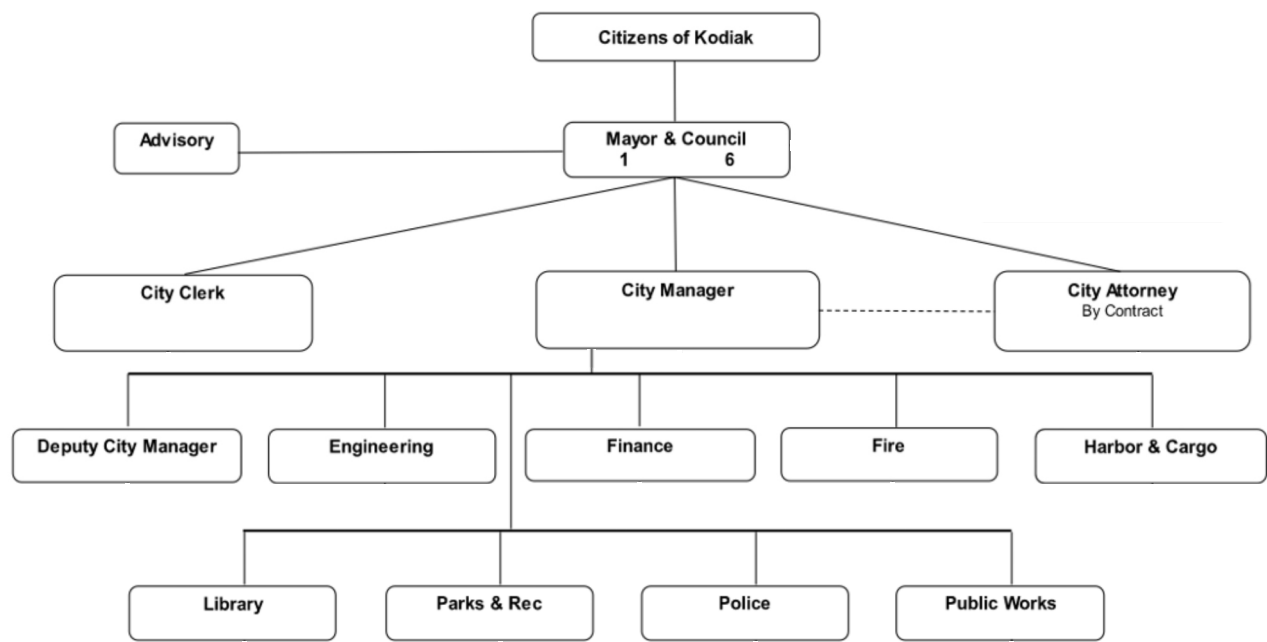 Citizens of Kodiak
Advisory
Mayor & Council
1 6
City Clerk
City Manager
City Attorney
By Contract
Deputy City Manager
Engineering
Finance
Fire
Harbor & Cargo
Library
Parks & Rec
Police
Public Works